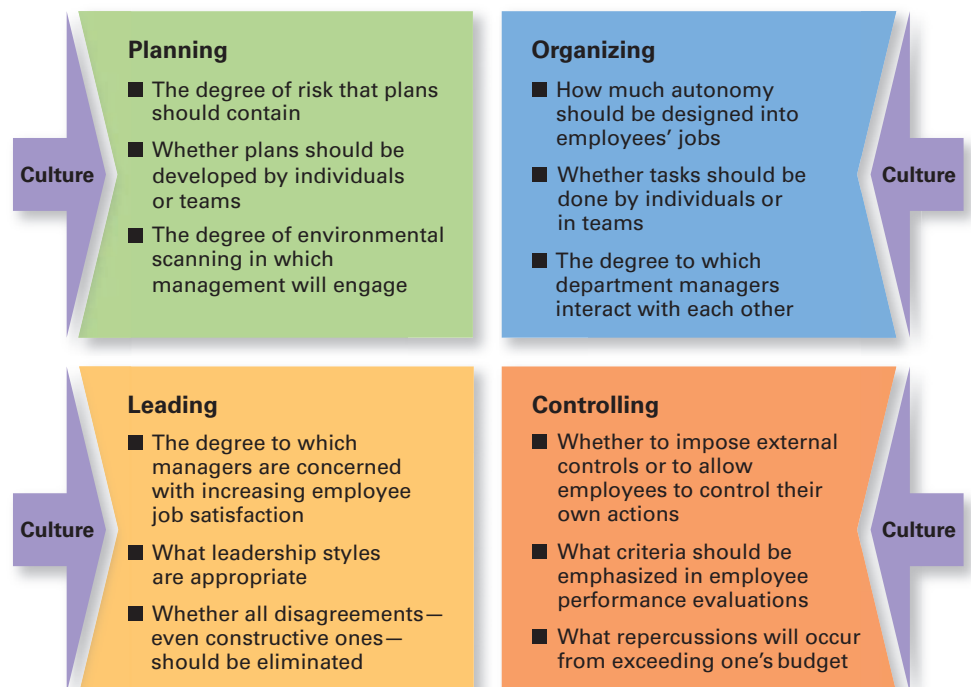 Culture
Planning
■ The degree of risk that plans
should contain
■ Whether plans should be
developed by individuals
or teams
■ The degree of environmental
scanning in which
management will engage
Organizing
■ How much autonomy
should be designed into
employees’ jobs
■ Whether tasks should be
done by individuals or
in teams
■ The degree to which
department managers
interact with each other
Culture
Culture
Leading
■ The degree to which
managers are concerned
with increasing employee
job satisfaction
■ What leadership styles
are appropriate
■ Whether all disagreements—
even constructive ones—
should be eliminated
Controlling
■ Whether to impose external
controls or to allow
employees to control their
own actions
■ What criteria should be
emphasized in employee
performance evaluations
■ What repercussions will occur
from exceeding one’s budget
Culture